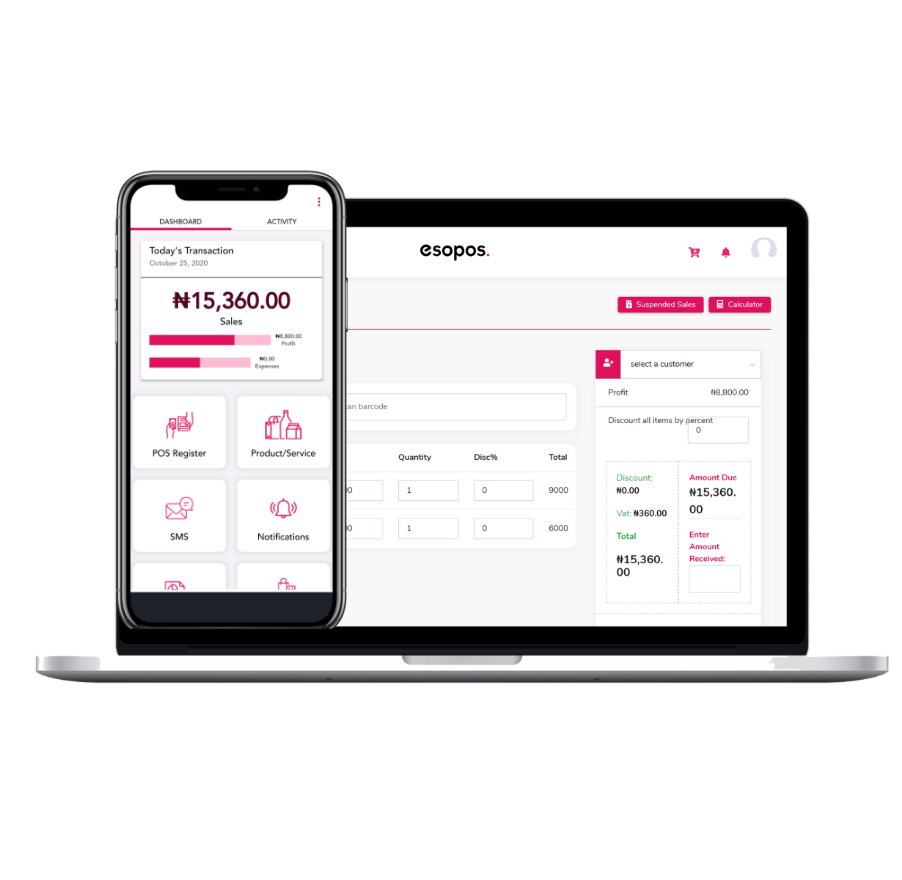 DASHBOARD ACTIVITY
Today's Transaction
October 25, 2020
₦15,360.00
Sales
₦6,800.00
Profit
₦0.00
Expenses
POS Register Product/Service
SMS Notifications
esopos.
Suspended Sales Calculator
select a customer
Profit ₦6,800.00
Discount all items by percent
0
an barcode
Quantity Disc% Total
00 1 0 9000
00 1 0 6000
Discount:
₦0.00
Vat: ₦360.00
Total
₦15,360.
00
Amount Due
₦15,360.
00
Enter
Amount
Received: